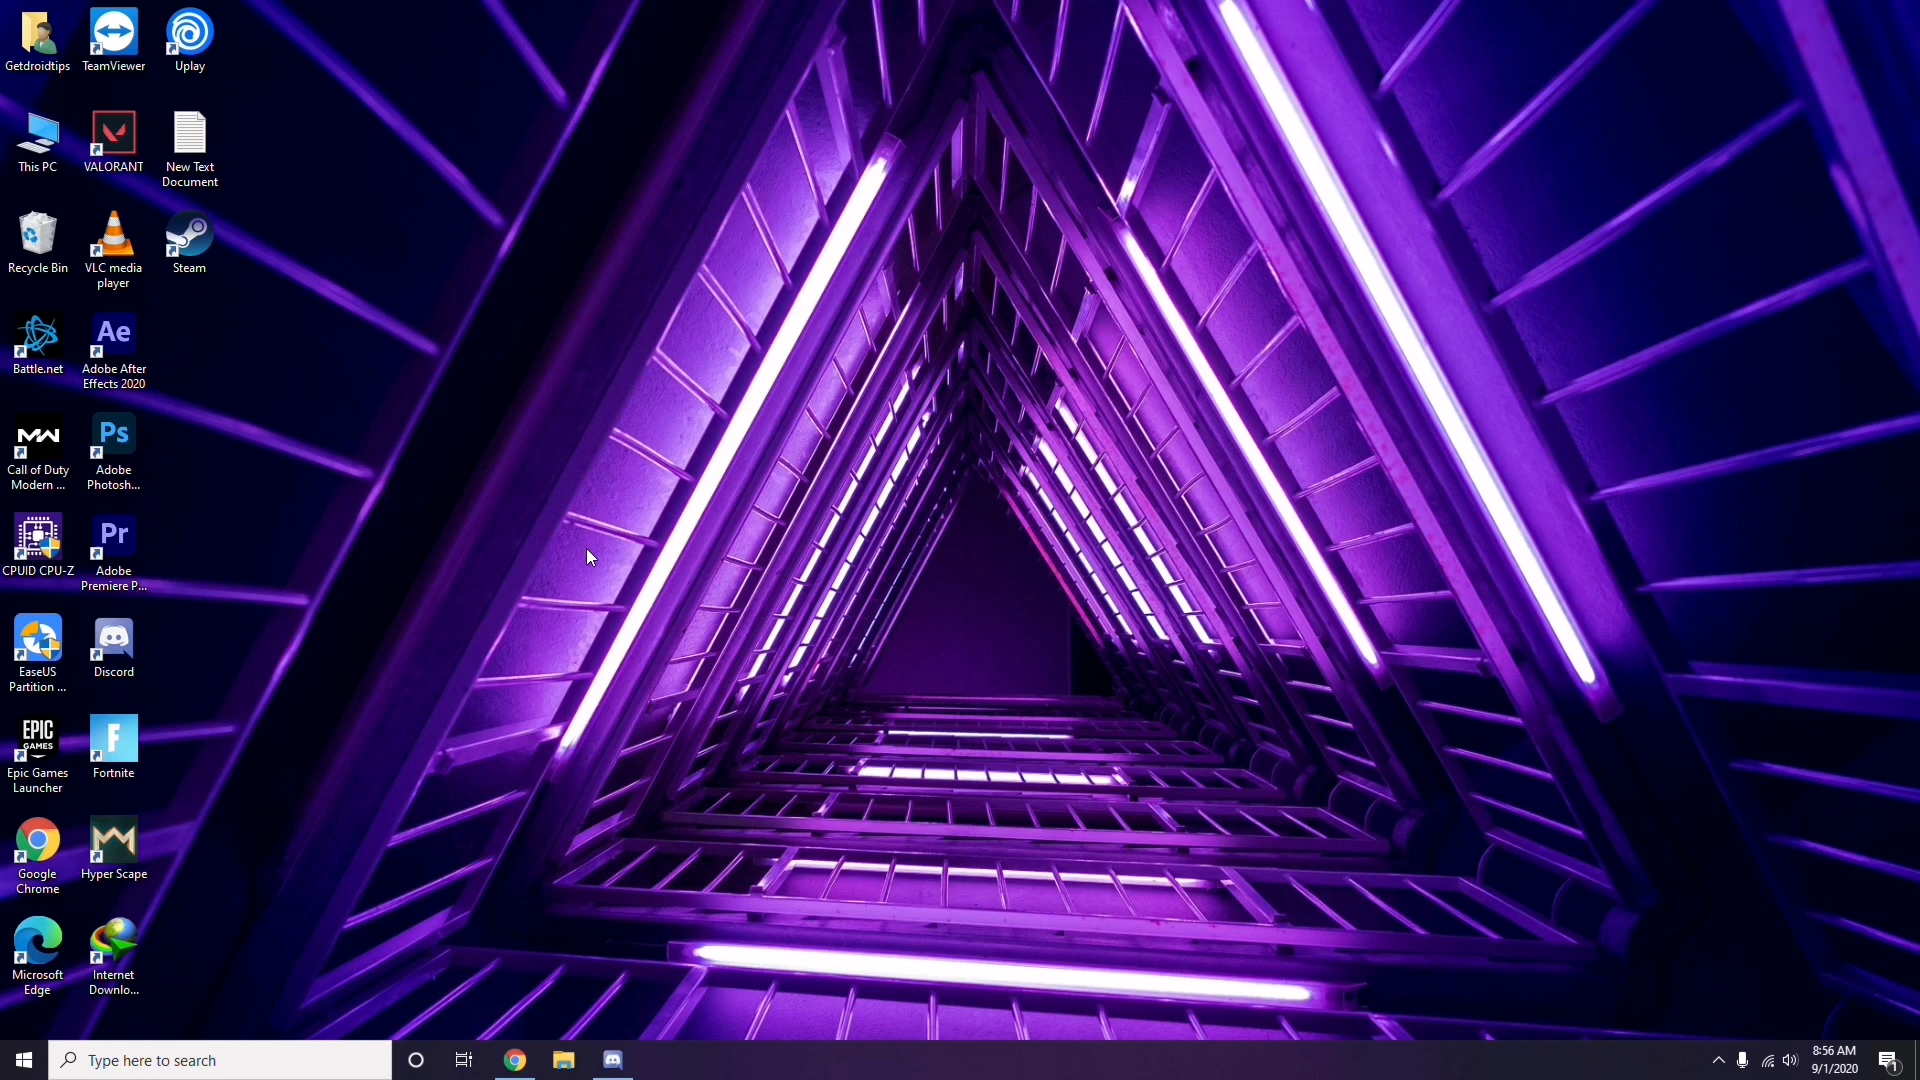 Getdroidtips
TeamViewer
Uplay
This PC
VALORANT
New Text
Document
Recycle Bin
VLC media
player
Steam
Battle.net
Ae
Adobe After
Effects 2020
MW
Call of Duty
Modern ...
Ps
Adobe
Photosh...
CPUID CPU-Z
Pr
Adobe
Premiere P...
EaseUS
Partition ...
Discord
EPIC
GAMES
Epic Games
Launcher
F
Fortnite
Google
Chrome
Hyper Scape
Microsoft
Edge
Internet
Downlo...
Type here to search
8:56 AM
9/1/2020
1